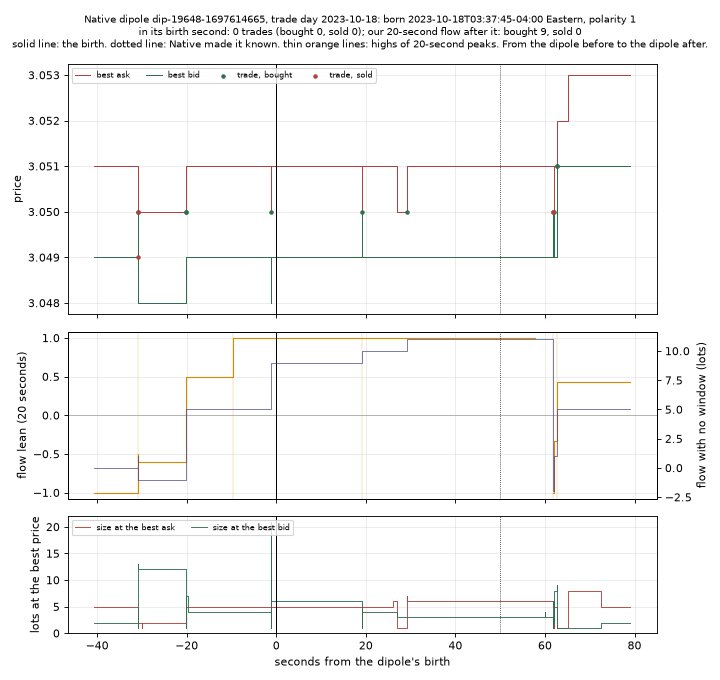 Native dipole dip-19648-1697614665, trade day 2023-10-18: born 2023-10-18T03:37:45-04:00 Eastern, polarity 1
in its birth second: 0 trades (bought 0, sold 0); our 20-second flow after it: bought 9, sold 0
solid line: the birth. dotted line: Native made it known. thin orange lines: highs of 20-second peaks. From the dipole before to the dipole after.
best ask best bid trade, bought trade, sold
3.053
3.052
3.051
3.050
3.049
3.048
price
1.0
0.5
0.0
−0.5
−1.0
flow lean (20 seconds)
10.0
7.5
5.0
2.5
0.0
−2.5
flow with no window (lots)
size at the best ask size at the best bid
20
15
10
5
0
lots at the best price
−40 −20 0 20 40 60 80
seconds from the dipole's birth